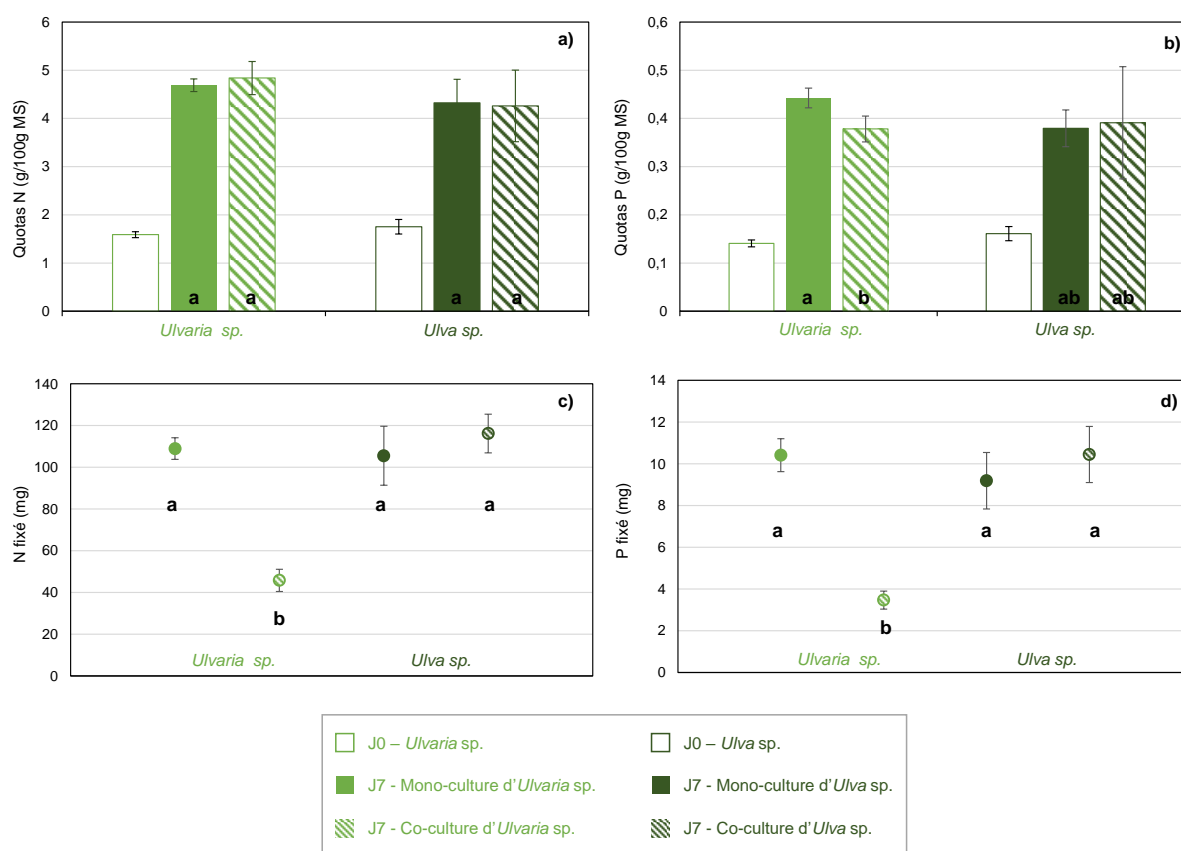 a)
Quotas N (g/100g MS)
6
5
4
3
2
1
0
a a a a
Ulvaria sp. Ulva sp.
b)
Quotas P (g/100g MS)
0,6
0,5
0,4
0,3
0,2
0,1
0
a b ab ab
Ulvaria sp. Ulva sp.
c)
N fixé (mg)
140
120
100
80
60
40
20
0
a a a
b
Ulvaria sp. Ulva sp.
d)
P fixé (mg)
14
12
10
8
6
4
2
0
a a a
b
Ulvaria sp. Ulva sp.
J0 – Ulvaria sp. J0 – Ulva sp.
J7 - Mono-culture d'Ulvaria sp. J7 - Mono-culture d'Ulva sp.
J7 - Co-culture d'Ulvaria sp. J7 - Co-culture d'Ulva sp.